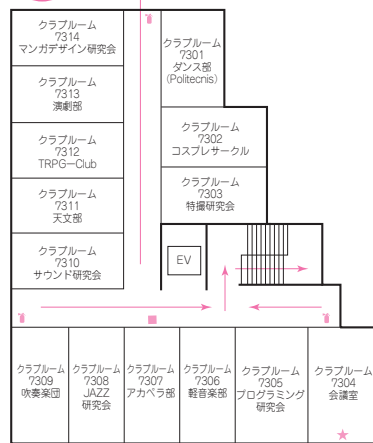 クラブルーム
7314
マンガデザイン研究会
クラブルーム
7313
演劇部
クラブルーム
7312
TRPG−Club
クラブルーム
7311
天文部
クラブルーム
7310
サウンド研究会
クラブルーム
7301
ダンス部
(Politecnis)
クラブルーム
7302
コスプレサークル
クラブルーム
7303
特撮研究会
EV
クラブルーム
7309
吹奏楽団
クラブルーム
7308
JAZZ
研究会
クラブルーム
7307
アカペラ部
クラブルーム
7306
軽音楽部
クラブルーム
7305
プログラミング
研究会
クラブルーム
7304
会議室